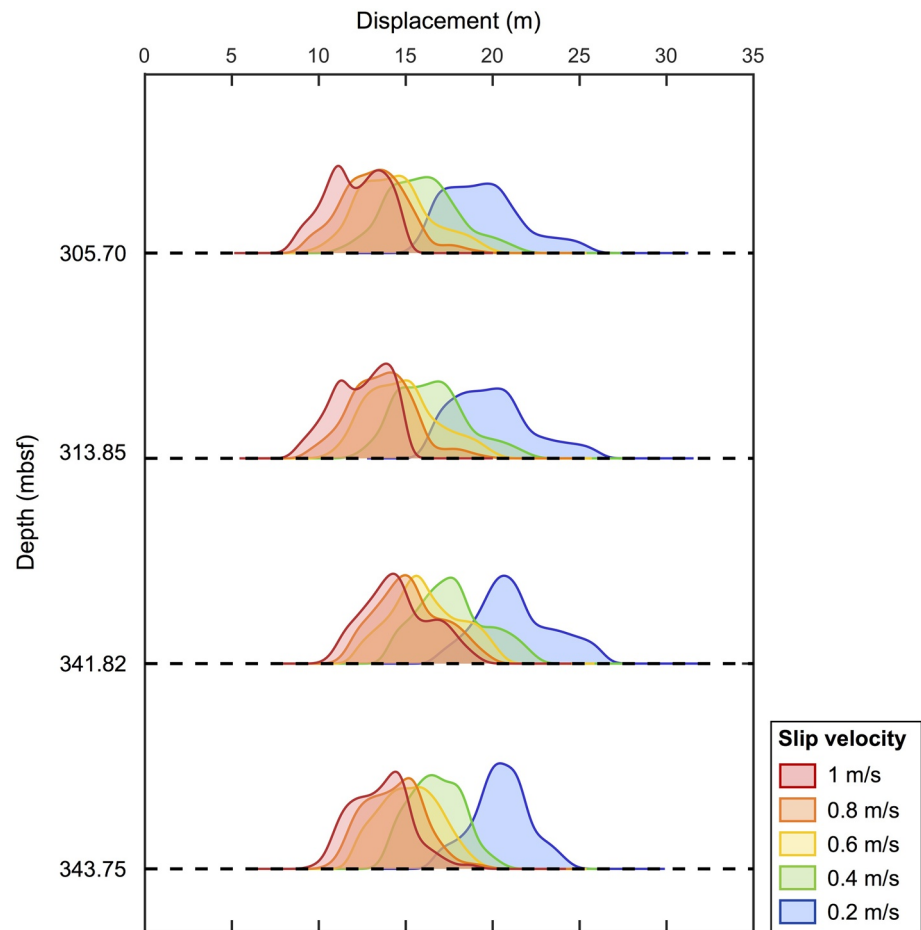 Displacement (m)
0 5 10 15 20 25 30 35
305.70
313.85
Depth (mbsf)
341.82
343.75
Slip velocity
1 m/s
0.8 m/s
0.6 m/s
0.4 m/s
0.2 m/s